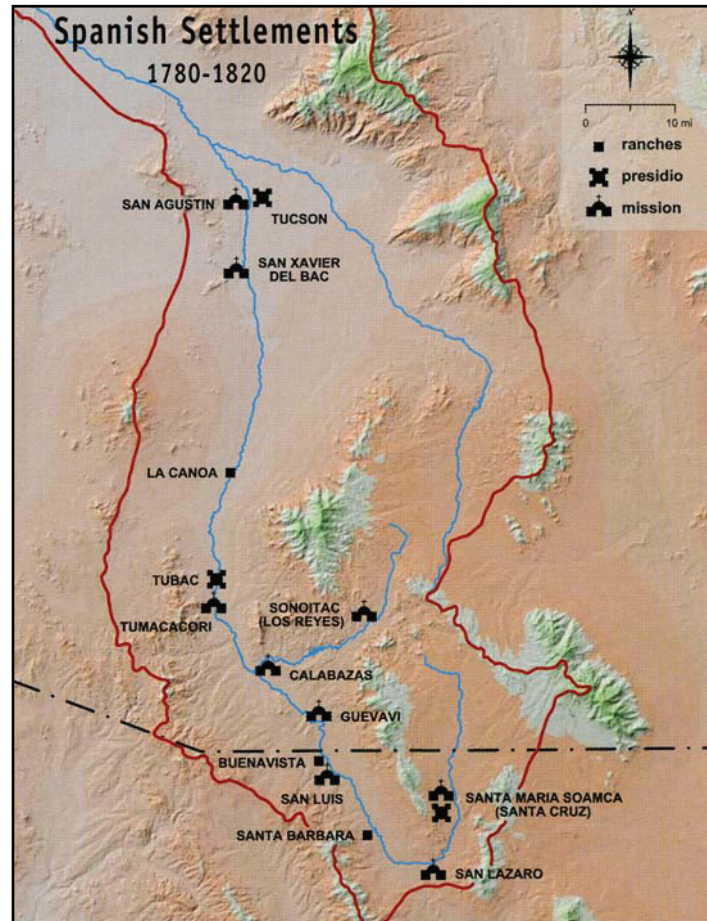 Spanish Settlements
1780-1820
N
0 10 mi
ranches
presidio
mission
SAN AGUSTIN
TUCSON
SAN XAVIER
DEL BAC
LA CANOA
TUBAC
TUMACACORI
SONOITAC
(LOS REYES)
CALABAZAS
GUEVAVI
BUENAVISTA
SAN LUIS
SANTA MARIA SOAMCA
(SANTA CRUZ)
SANTA BARBARA
SAN LAZARO